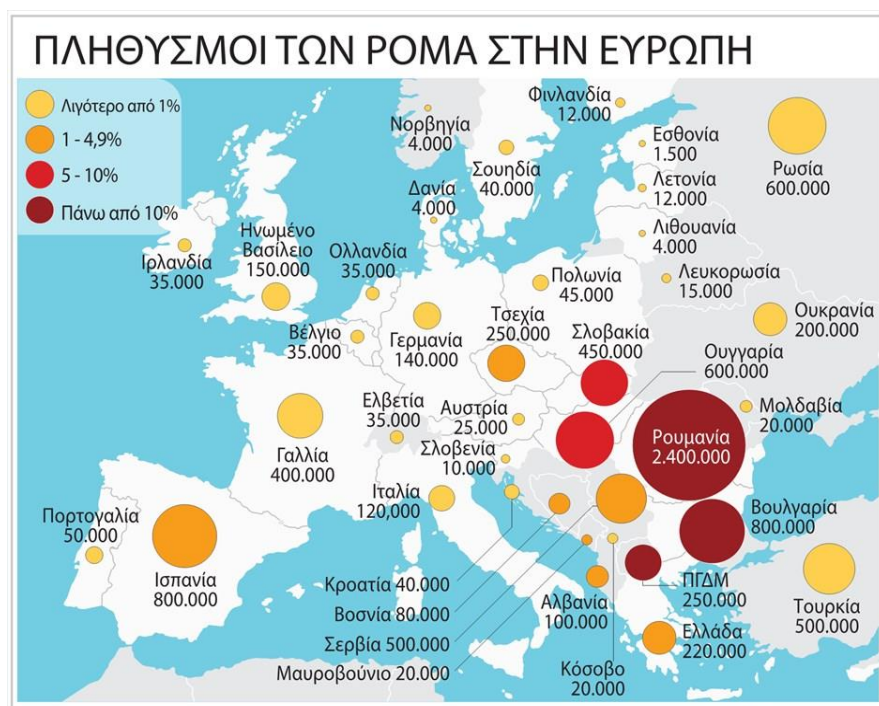 ΠΛΗΘΥΣΜΟΙ ΤΩΝ ΡΟΜΑ ΣΤΗΝ ΕΥΡΩΠΗ
Λιγότερο από 1%
1 - 4,9%
5 - 10%
Πάνω από 10%
Νορβηγία
4.000
Φινλανδία
12.000
Σουηδία
40.000
Εσθονία
1.500
Ρωσία
600.000
Λετονία
12.000
Δανία
4.000
Λιθουανία
4.000
Ιρλανδία
35.000
Ηνωμένο
Βασίλειο
150.000
Ολλανδία
35.000
Πολωνία
45.000
Λευκορωσία
15.000
Βέλγιο
35.000
Γερμανία
140.000
Τσεχία
250.000
Σλοβακία
450.000
Ουκρανία
200.000
Ουγγαρία
600.000
Γαλλία
400.000
Ελβετία
35.000
Αυστρία
25.000
Μολδαβία
20.000
Σλοβενία
10.000
Ρουμανία
2.400.000
Ιταλία
120,000
Πορτογαλία
50.000
Ισπανία
800.000
Βουλγαρία
800.000
Κροατία 40.000
Βοσνία 80.000
Σερβία 500.000
Μαυροβούνιο 20.000
Αλβανία
100.000
Κόσοβο
20.000
ΠΓΔΜ
250.000
Ελλάδα
220.000
Τουρκία
500.000